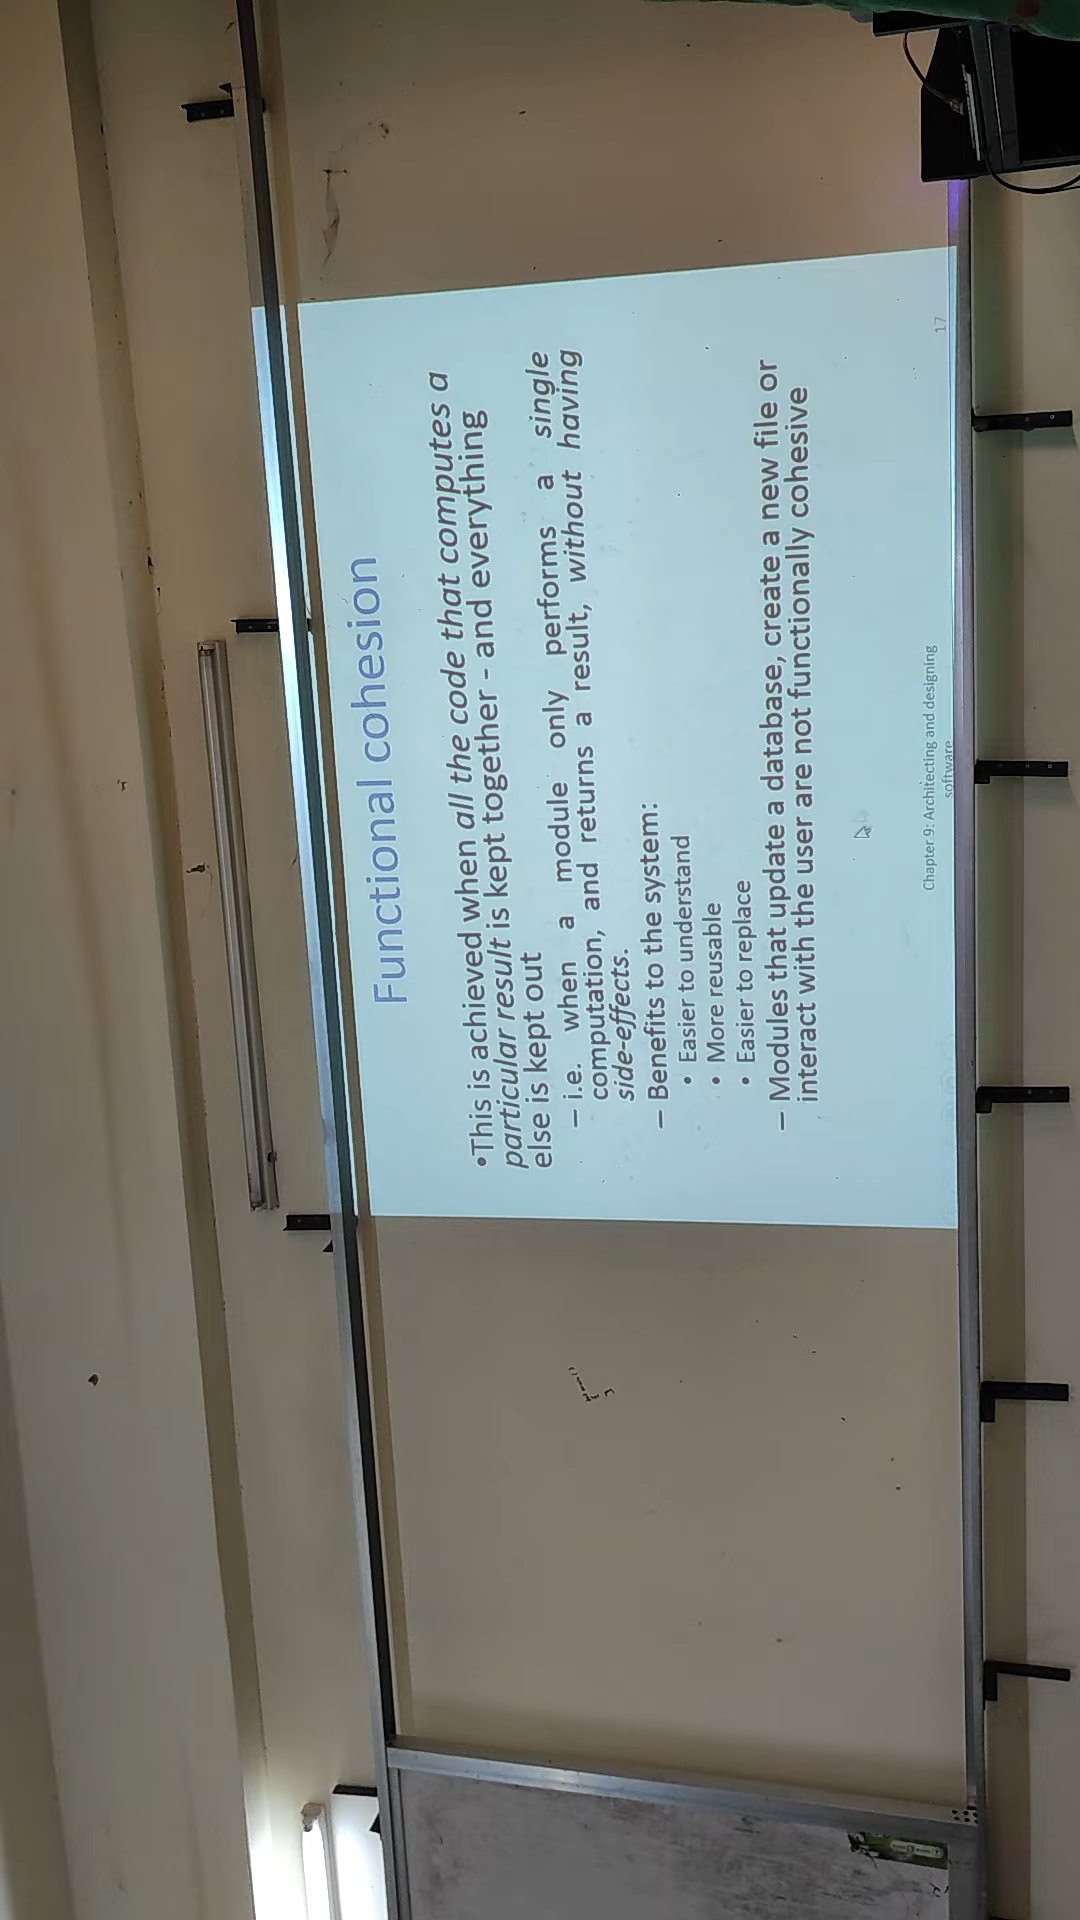 Functional cohesion
•This is achieved when all the code that computes a
particular result is kept together - and everything
else is kept out
– i.e. when a module only performs a single
computation, and returns a result, without having
side-effects.
– Benefits to the system:
• Easier to understand
• More reusable
• Easier to replace
– Modules that update a database, create a new file or
interact with the user are not functionally cohesive
Chapter 9: Architecting and designing
software
17